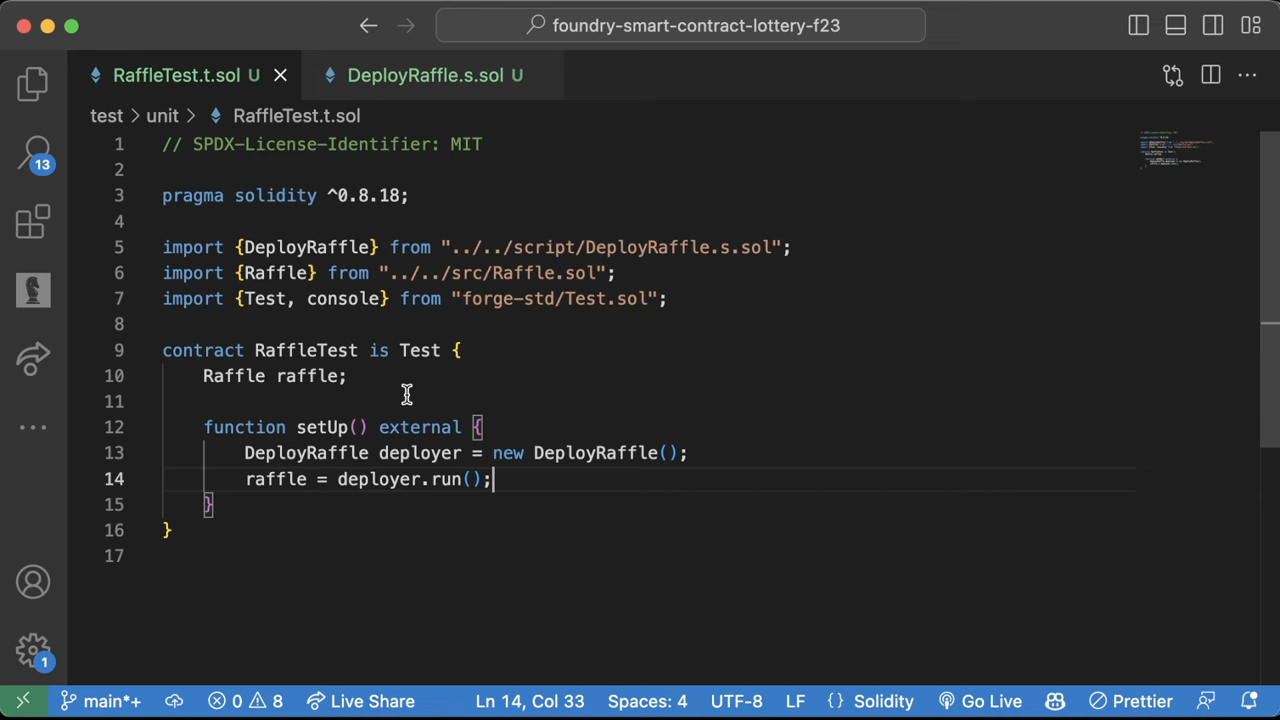 foundry-smart-contract-lottery-f23
RaffleTest.t.sol U
DeployRaffle.s.sol U
test > unit > RaffleTest.t.sol
1 // SPDX-License-Identifier: MIT
2
3 pragma solidity ^0.8.18;
4
5 import {DeployRaffle} from "../../script/DeployRaffle.s.sol";
6 import {Raffle} from "../../src/Raffle.sol";
7 import {Test, console} from "forge-std/Test.sol";
8
9 contract RaffleTest is Test {
10 Raffle raffle;
11
12 function setUp() external {
13 DeployRaffle deployer = new DeployRaffle();
14 raffle = deployer.run();
15 }
16 }
17
13
1
main*+ 0 8 Live Share Ln 14, Col 33 Spaces: 4 UTF-8 LF {} Solidity Go Live Prettier